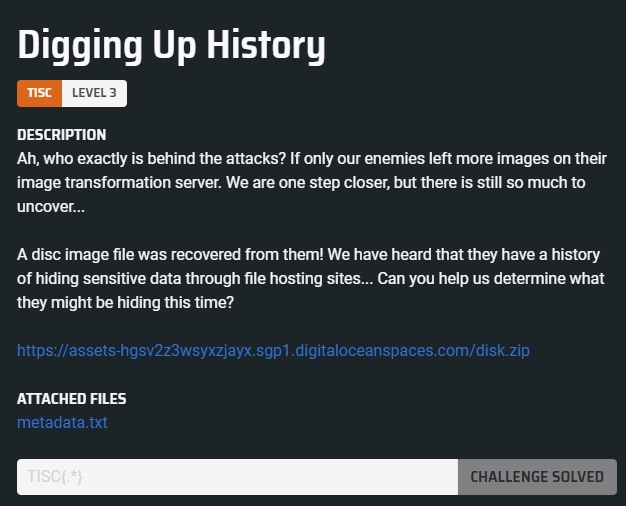 Digging Up History
TISC LEVEL 3
DESCRIPTION
Ah, who exactly is behind the attacks? If only our enemies left more images on their
image transformation server. We are one step closer, but there is still so much to
uncover...
A disc image file was recovered from them! We have heard that they have a history
of hiding sensitive data through file hosting sites... Can you help us determine what
they might be hiding this time?
https://assets-hgsv2z3wsyxzjayx.sgp1.digitaloceanspaces.com/disk.zip
ATTACHED FILES
metadata.txt
TISC{.*} CHALLENGE SOLVED